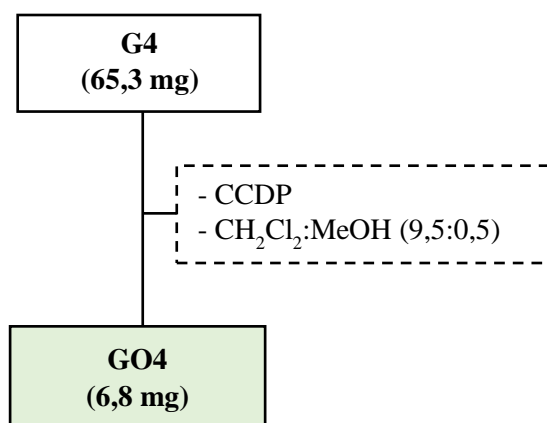 G4
(65,3 mg)
- CCDP
- CH₂Cl₂:MeOH (9,5:0,5)
GO4
(6,8 mg)